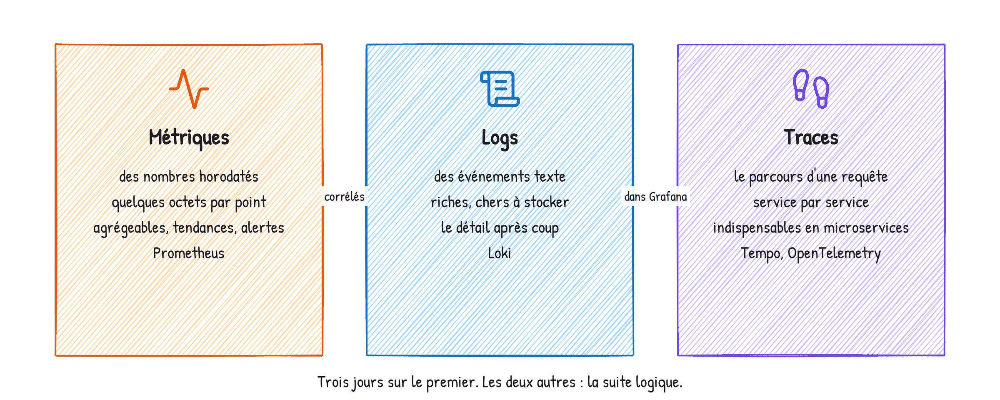 Métriques
des nombres horodatés
quelques octets par point
agrégeables, tendances, alertes
Prometheus
corrélés
Logs
des événements texte
riches, chers à stocker
le détail après coup
Loki
dans Grafana
Traces
le parcours d'une requête
service par service
indispensables en microservices
Tempo, OpenTelemetry
Trois jours sur le premier. Les deux autres : la suite logique.